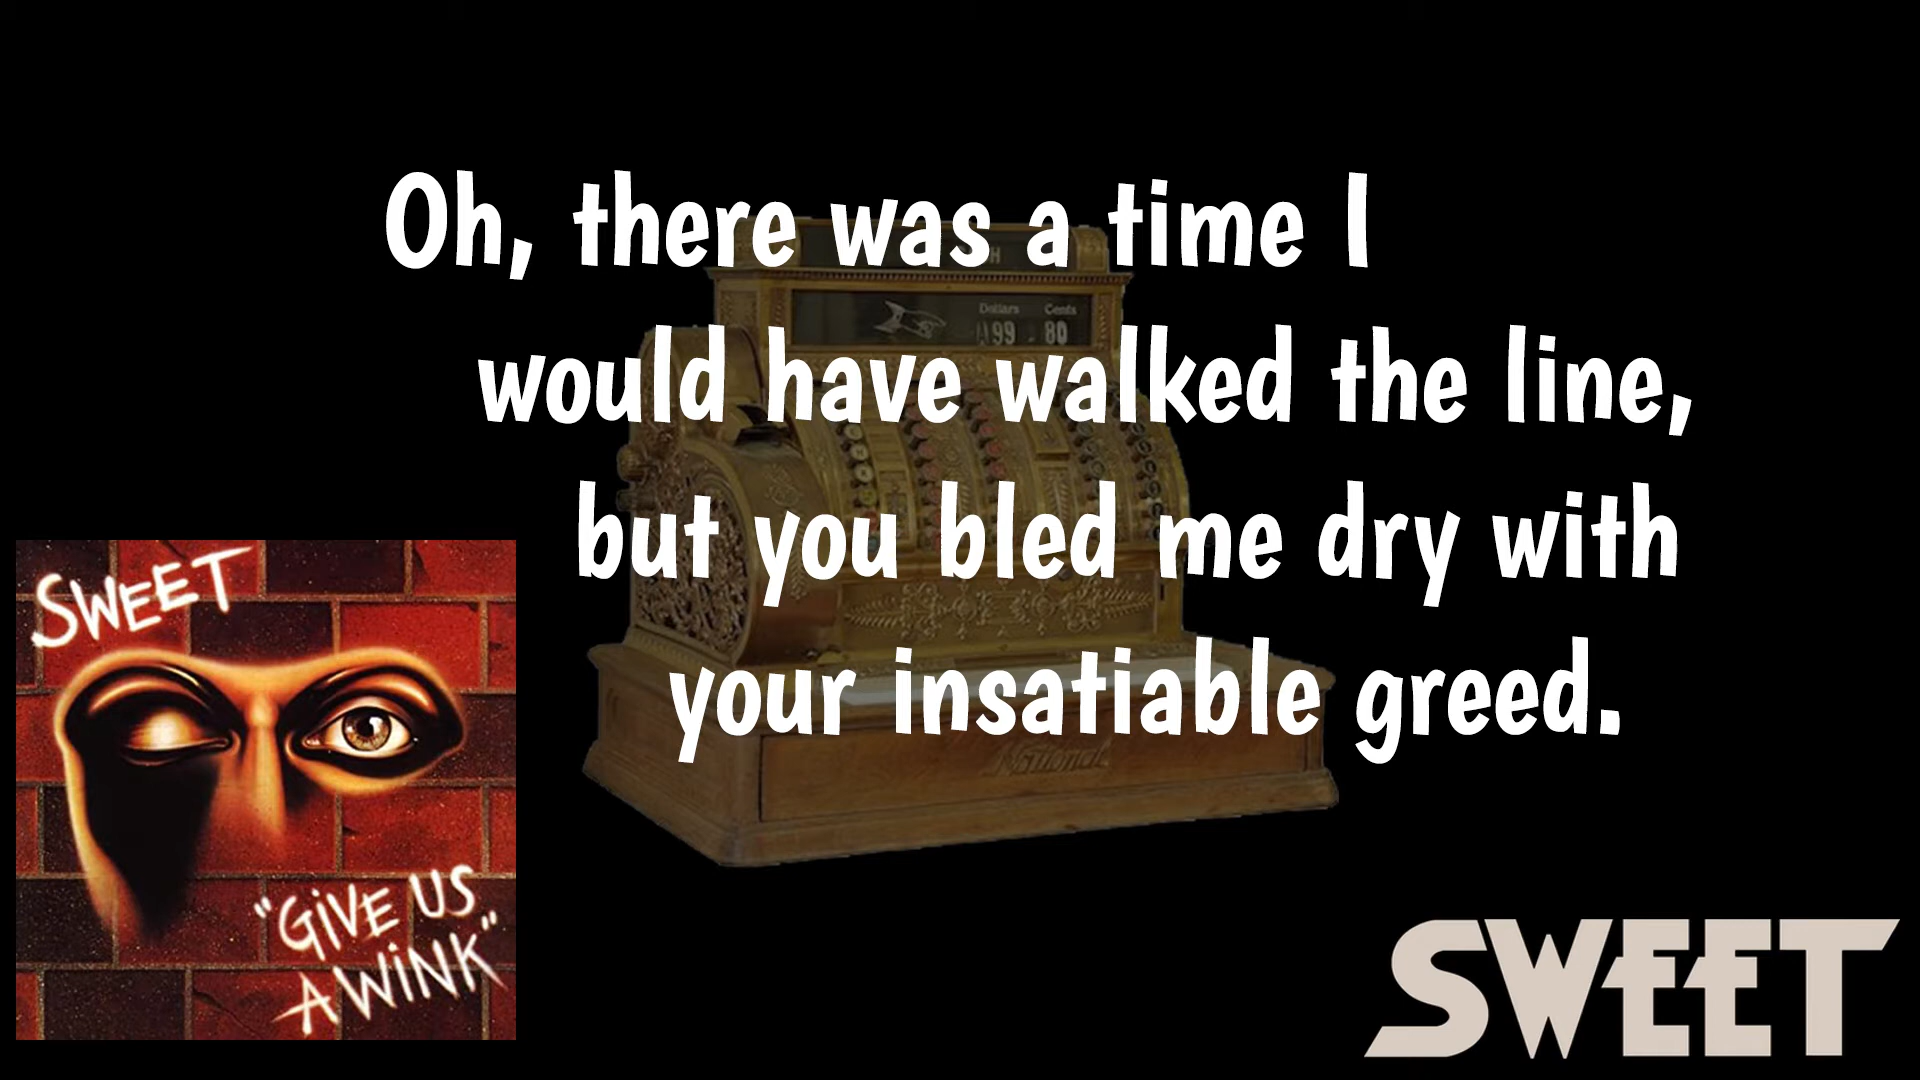 Oh, there was a time I
would have walked the line,
but you bled me dry with
your insatiable greed.
Dollars Cents
99 80
National
SWEET
"GIVE US
A WINK"
SWEET